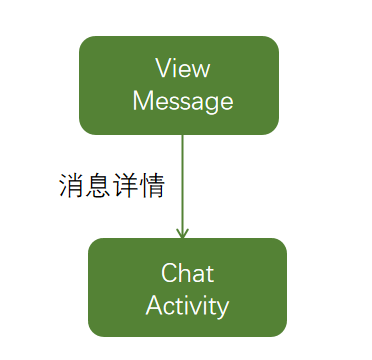 View
Message
消息详情
Chat
Activity